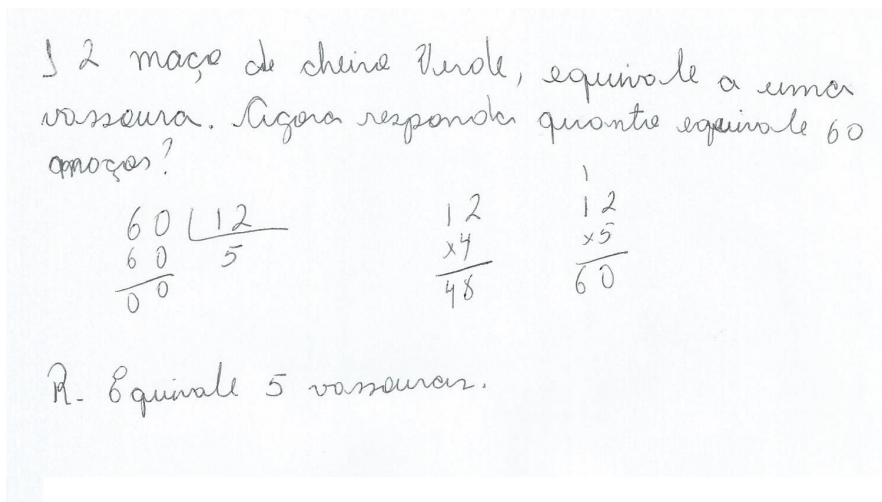 12 maço de cheiro Verde, equivale a uma
vassoura. Agora responda quanto equivale 60
maços?
60 | 12
60 5
00
12
x4
48
1
12
x5
60
R- Equivale 5 vassouras.